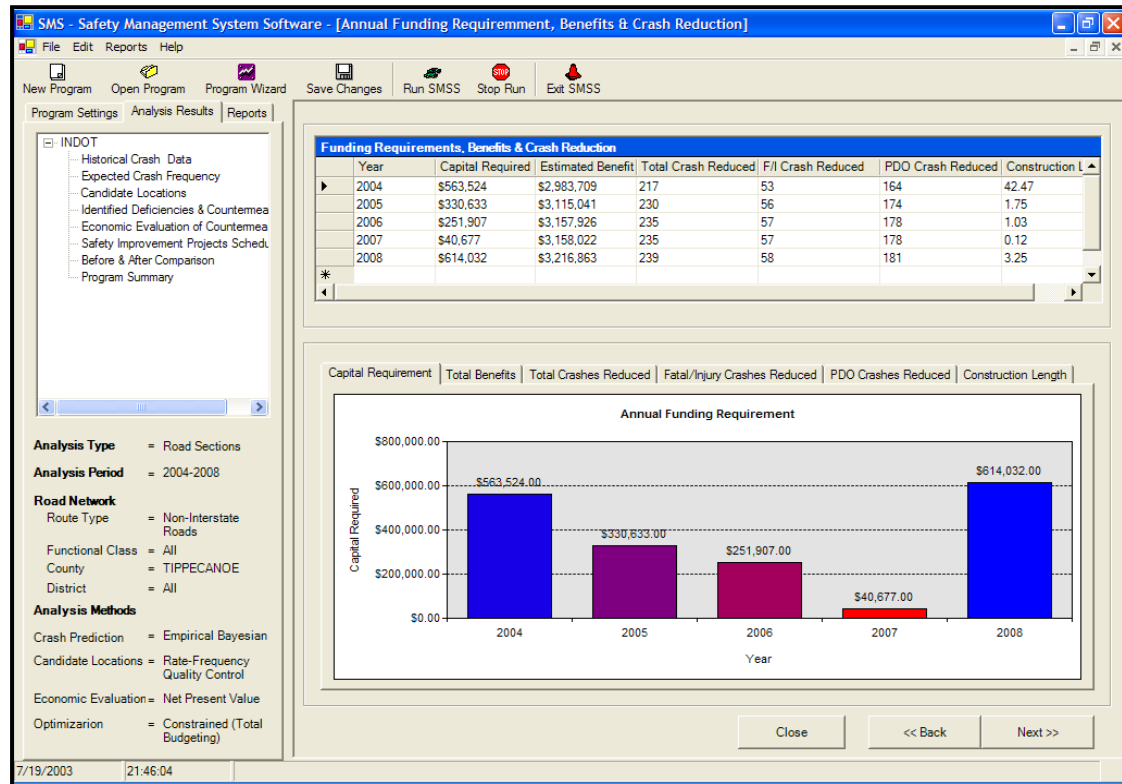 SMS - Safety Management System Software - [Annual Funding Requiremment, Benefits & Crash Reduction]
File Edit Reports Help
New Program Open Program Program Wizard Save Changes Run SMSS STOP Stop Run Exit SMSS
Program Settings Analysis Results Reports
INDOT
Historical Crash Data
Expected Crash Frequency
Candidate Locations
Identified Deficiencies & Countermea
Economic Evaluation of Countermea
Safety Improvement Projects Schedu
Before & After Comparison
Program Summary
Analysis Type = Road Sections
Analysis Period = 2004-2008
Road Network
Route Type = Non-Interstate
Roads
Functional Class = All
County = TIPPECANOE
District = All
Analysis Methods
Crash Prediction = Empirical Bayesian
Candidate Locations = Rate-Frequency
Quality Control
Economic Evaluation = Net Present Value
Optimizarion = Constrained (Total
Budgeting)
Funding Requirements, Benefits & Crash Reduction
Year Capital Required Estimated Benefit Total Crash Reduced F/I Crash Reduced PDO Crash Reduced Construction L
2004 $563,524 $2,983,709 217 53 164 42.47
2005 $330,633 $3,115,041 230 56 174 1.75
2006 $251,907 $3,157,926 235 57 178 1.03
2007 $40,677 $3,158,022 235 57 178 0.12
2008 $614,032 $3,216,863 239 58 181 3.25
Capital Requirement Total Benefits Total Crashes Reduced Fatal/Injury Crashes Reduced PDO Crashes Reduced Construction Length
Annual Funding Requirement
Capital Required
$800,000.00
$600,000.00
$400,000.00
$200,000.00
$0.00
$563,524.00
$330,633.00
$251,907.00
$40,677.00
$614,032.00
2004 2005 2006 2007 2008
Year
Close << Back Next >>
7/19/2003 21:46:04